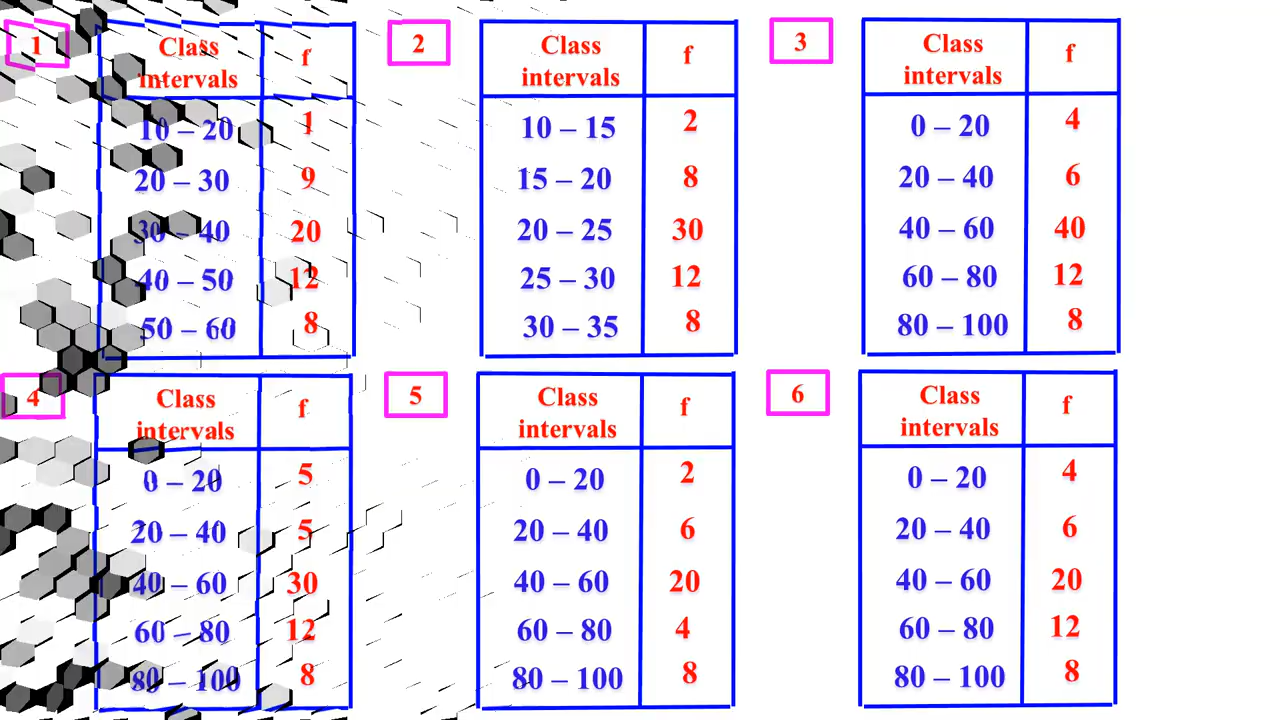 1
Class intervals f
10 – 20 1
20 – 30 9
30 – 40 20
40 – 50 12
50 – 60 8
2
Class intervals f
10 – 15 2
15 – 20 8
20 – 25 30
25 – 30 12
30 – 35 8
3
Class intervals f
0 – 20 4
20 – 40 6
40 – 60 40
60 – 80 12
80 – 100 8
4
Class intervals f
0 – 20 5
20 – 40 5
40 – 60 30
60 – 80 12
80 – 100 8
5
Class intervals f
0 – 20 2
20 – 40 6
40 – 60 20
60 – 80 4
80 – 100 8
6
Class intervals f
0 – 20 4
20 – 40 6
40 – 60 20
60 – 80 12
80 – 100 8